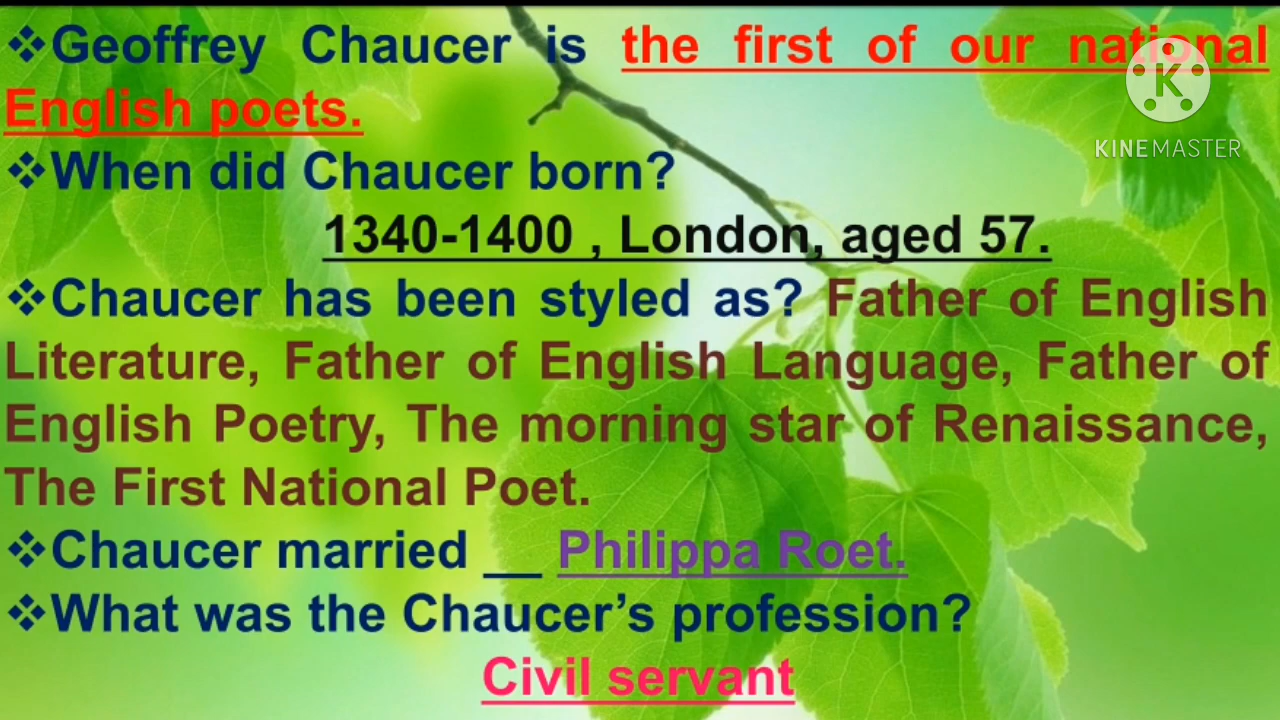 ❖Geoffrey Chaucer is the first of our national
English poets.
❖When did Chaucer born?
1340-1400 , London, aged 57.
❖Chaucer has been styled as? Father of English
Literature, Father of English Language, Father of
English Poetry, The morning star of Renaissance,
The First National Poet.
❖Chaucer married __ Philippa Roet.
❖What was the Chaucer’s profession?
Civil servant
K
KINEMASTER